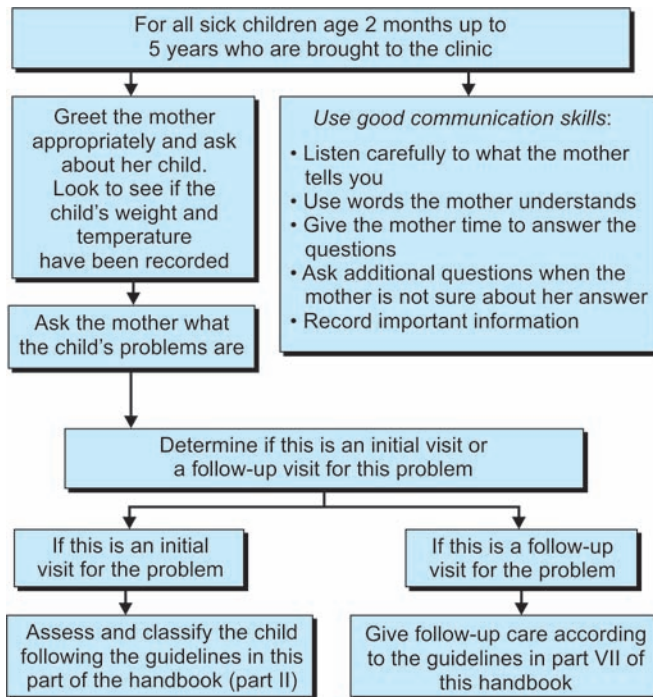 For all sick children age 2 months up to
5 years who are brought to the clinic
Greet the mother
appropriately and ask
about her child.
Look to see if the
child's weight and
temperature
have been recorded
Use good communication skills:
• Listen carefully to what the mother
tells you
• Use words the mother understands
• Give the mother time to answer the
questions
• Ask additional questions when the
mother is not sure about her answer
• Record important information
Ask the mother what
the child's problems are
Determine if this is an initial visit or
a follow-up visit for this problem
If this is an initial
visit for the problem
If this is a follow-up
visit for the problem
Assess and classify the child
following the guidelines in this
part of the handbook (part II)
Give follow-up care according
to the guidelines in part VII of
this handbook